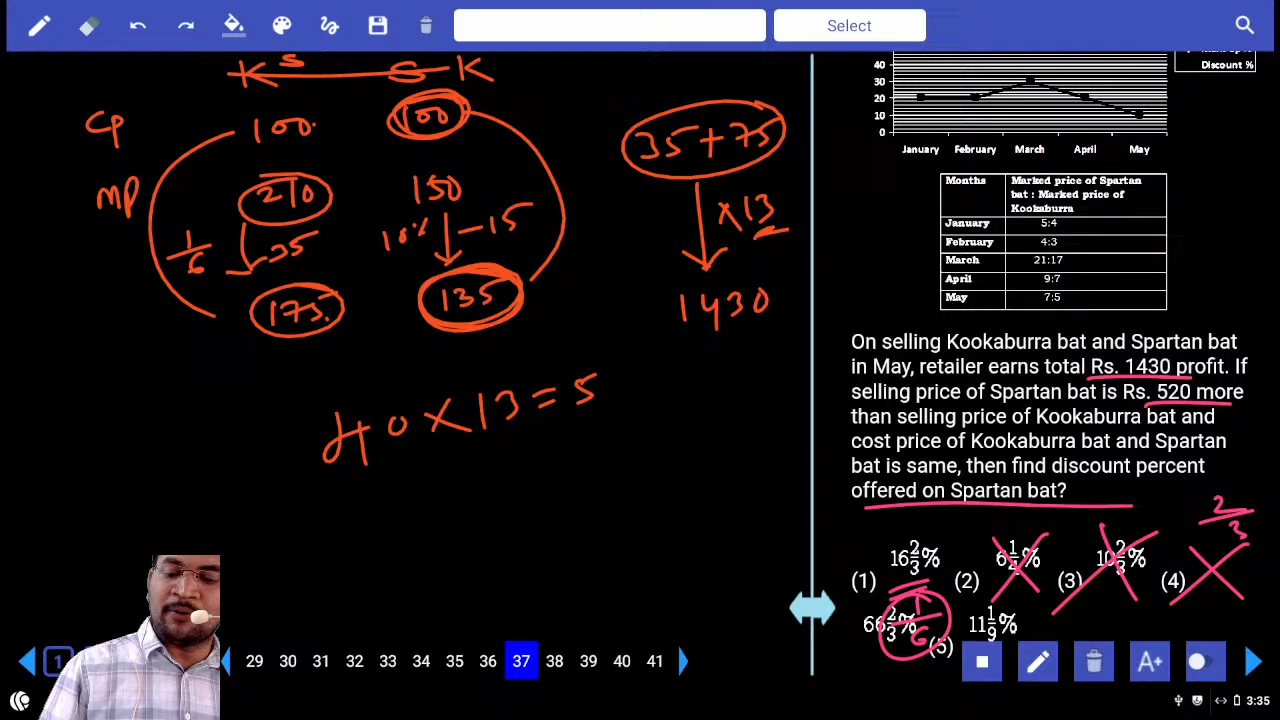 Select
K S S K
Cp 100. 100 35 + 75
MP 210 150 × 13
1/6 -35 10% -15
175. 135 1430
40 × 13 = 5
Discount %
40
30
20
10
0
January February March April May
Months Marked price of Spartan bat : Marked price of Kookaburra
January 5:4
February 4:3
March 21:17
April 9:7
May 7:5
On selling Kookaburra bat and Spartan bat
in May, retailer earns total Rs. 1430 profit. If
selling price of Spartan bat is Rs. 520 more
than selling price of Kookaburra bat and
cost price of Kookaburra bat and Spartan
bat is same, then find discount percent
offered on Spartan bat?
2/3
(1) 16 2/3% (2) 6 1/4% (3) 10 2/3% (4)
66 2/3% 1/6 (5) 11 1/9%
1 29 30 31 32 33 34 35 36 37 38 39 40 41
A+
3:35